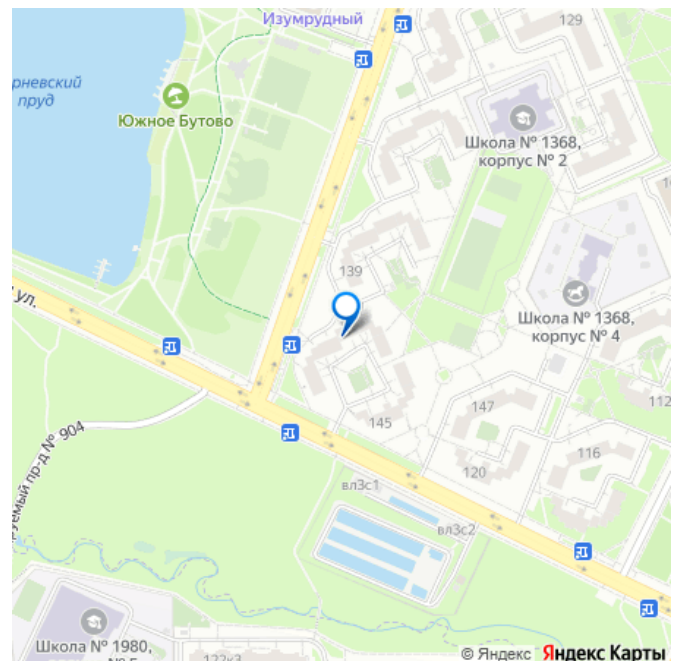 Изумрудный
129
рневский
пруд
Южное Бутово
Школа № 1368,
корпус № 2
139
ул.
Школа № 1368,
корпус № 4
147
112
145
116
120
пр-д № 904
вл3с1
вл3с2
Школа № 1980,
122к3
© Яндекс Яндекс Карты